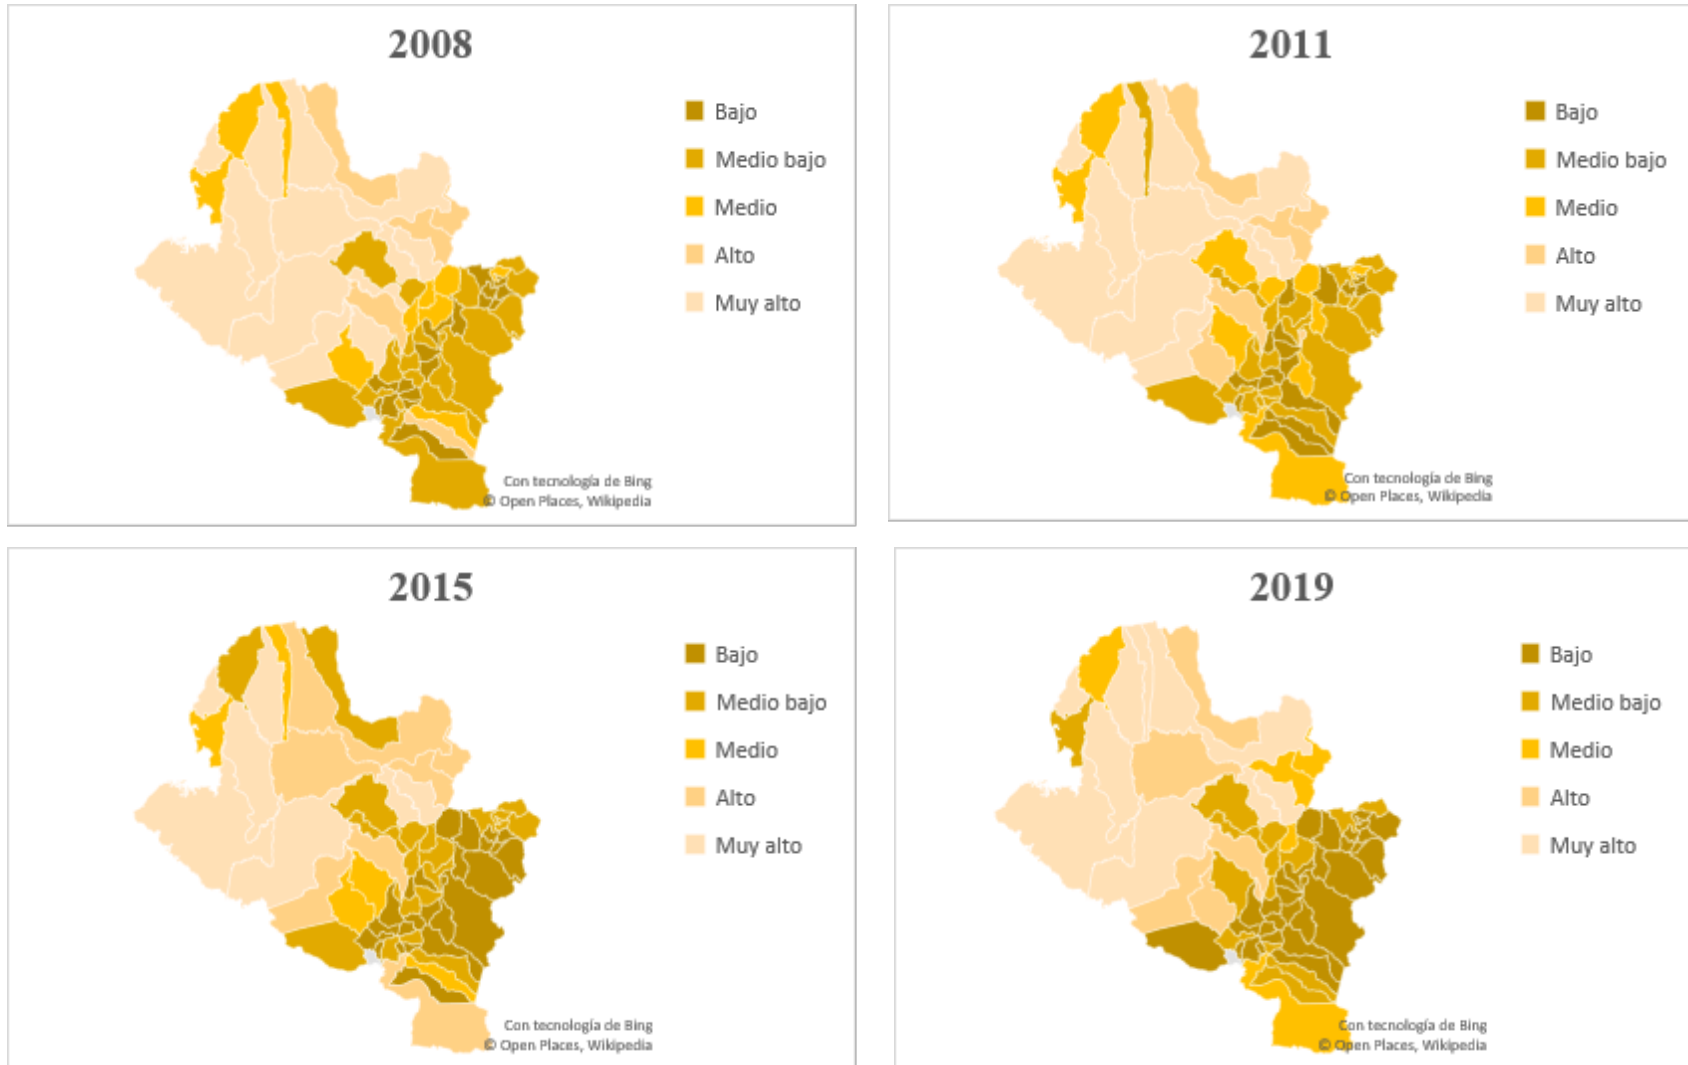 2008
Bajo
Medio bajo
Medio
Alto
Muy alto
Con tecnología de Bing
© Open Places, Wikipedia
2011
Bajo
Medio bajo
Medio
Alto
Muy alto
Con tecnología de Bing
© Open Places, Wikipedia
2015
Bajo
Medio bajo
Medio
Alto
Muy alto
Con tecnología de Bing
© Open Places, Wikipedia
2019
Bajo
Medio bajo
Medio
Alto
Muy alto
Con tecnología de Bing
© Open Places, Wikipedia